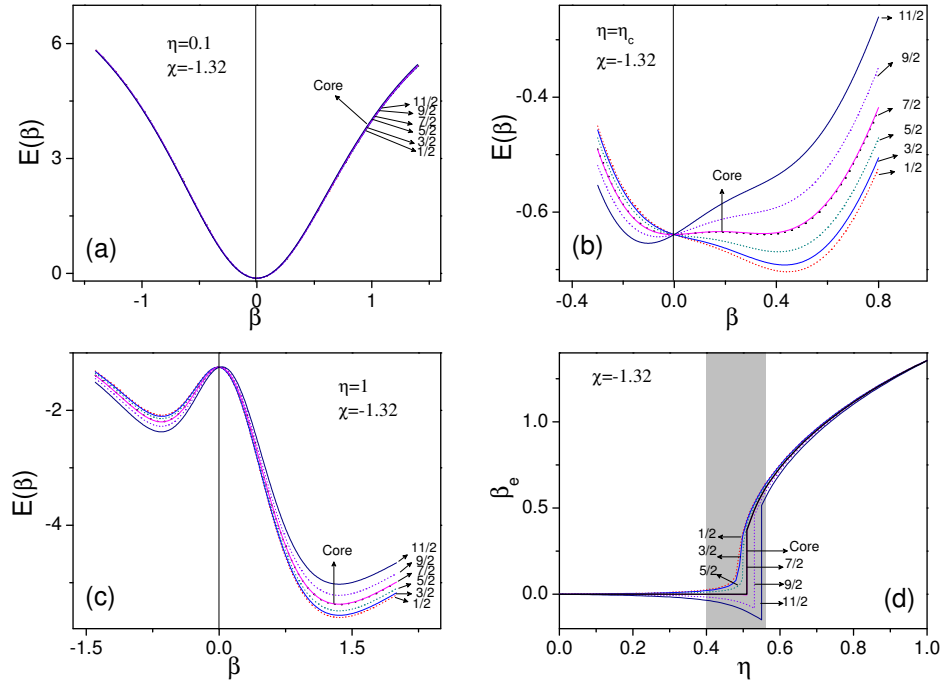 6
3
0
-1
0
1
E(β)
β
η=0.1
χ=-1.32
Core
11/2
9/2
7/2
5/2
3/2
1/2
(a)
-0.4
-0.6
-0.4
0.0
0.4
0.8
E(β)
β
η=η_c
χ=-1.32
Core
11/2
9/2
7/2
5/2
3/2
1/2
(b)
-2
-4
-1.5
0.0
1.5
E(β)
β
η=1
χ=-1.32
Core
11/2
9/2
7/2
5/2
3/2
1/2
(c)
1.0
0.5
0.0
0.0
0.2
0.4
0.6
0.8
1.0
β_e
η
χ=-1.32
1/2
3/2
5/2
Core
7/2
9/2
11/2
(d)